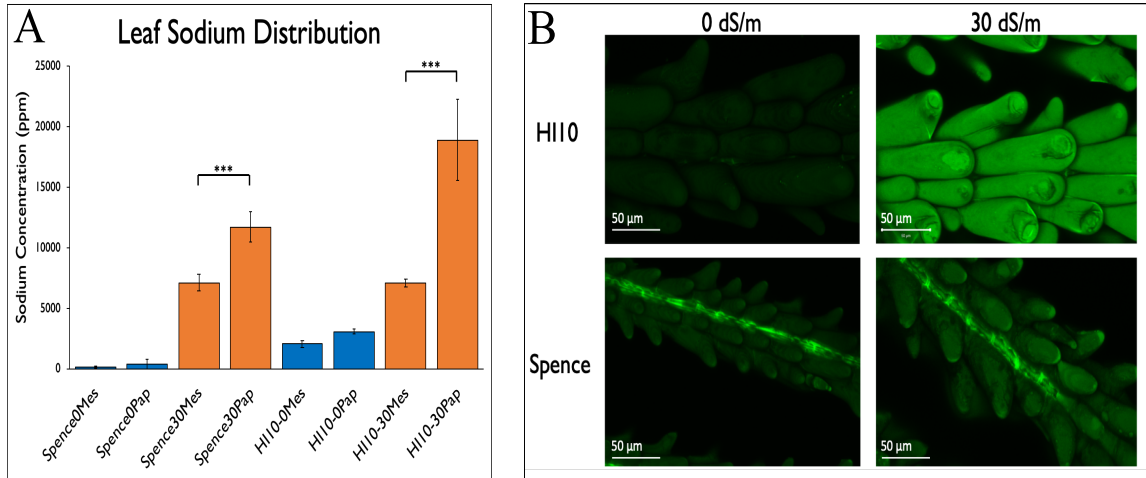 A
Leaf Sodium Distribution
Sodium Concentration (ppm)
25000
20000
15000
10000
5000
0
***
***
Spence0Mes
Spence0Pap
Spence30Mes
Spence30Pap
HI10-0Mes
HI10-0Pap
HI10-30Mes
HI10-30Pap
B
0 dS/m
30 dS/m
HI10
50 µm
50 µm
Spence
50 µm
50 µm